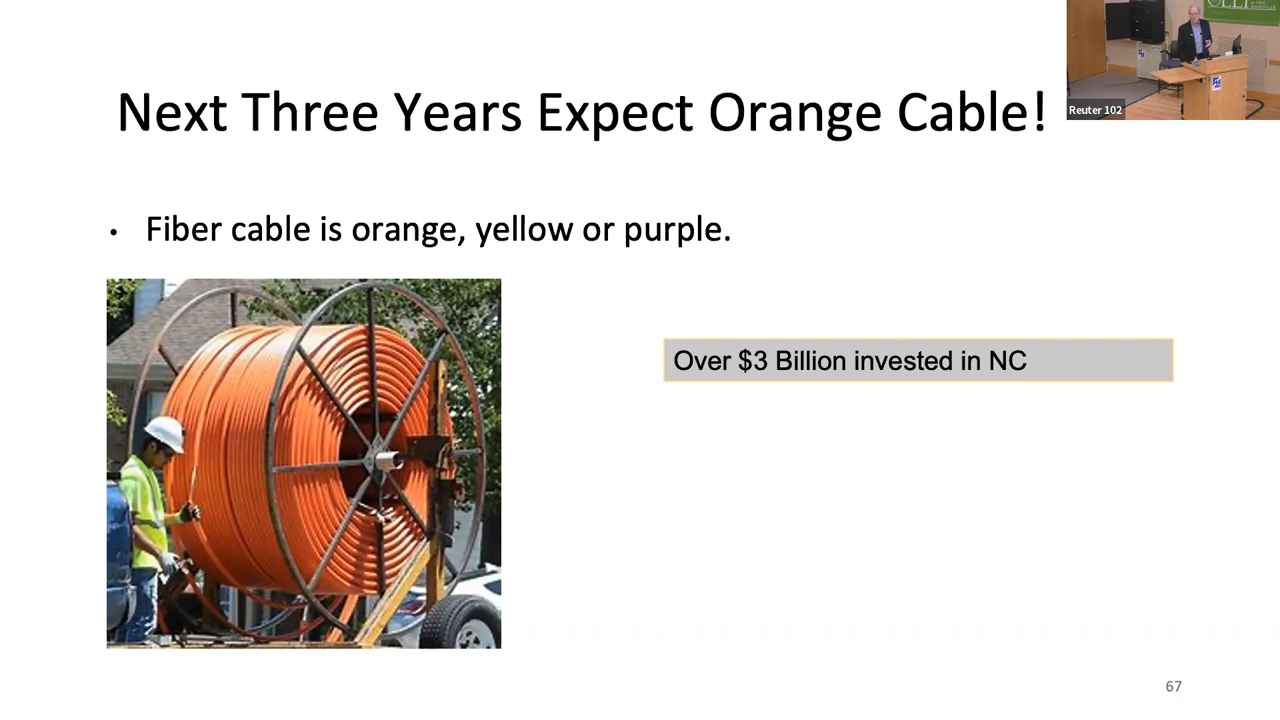 OLLI
Next Three Years Expect Orange Cable!
Reuter 102
• Fiber cable is orange, yellow or purple.
Over $3 Billion invested in NC
67